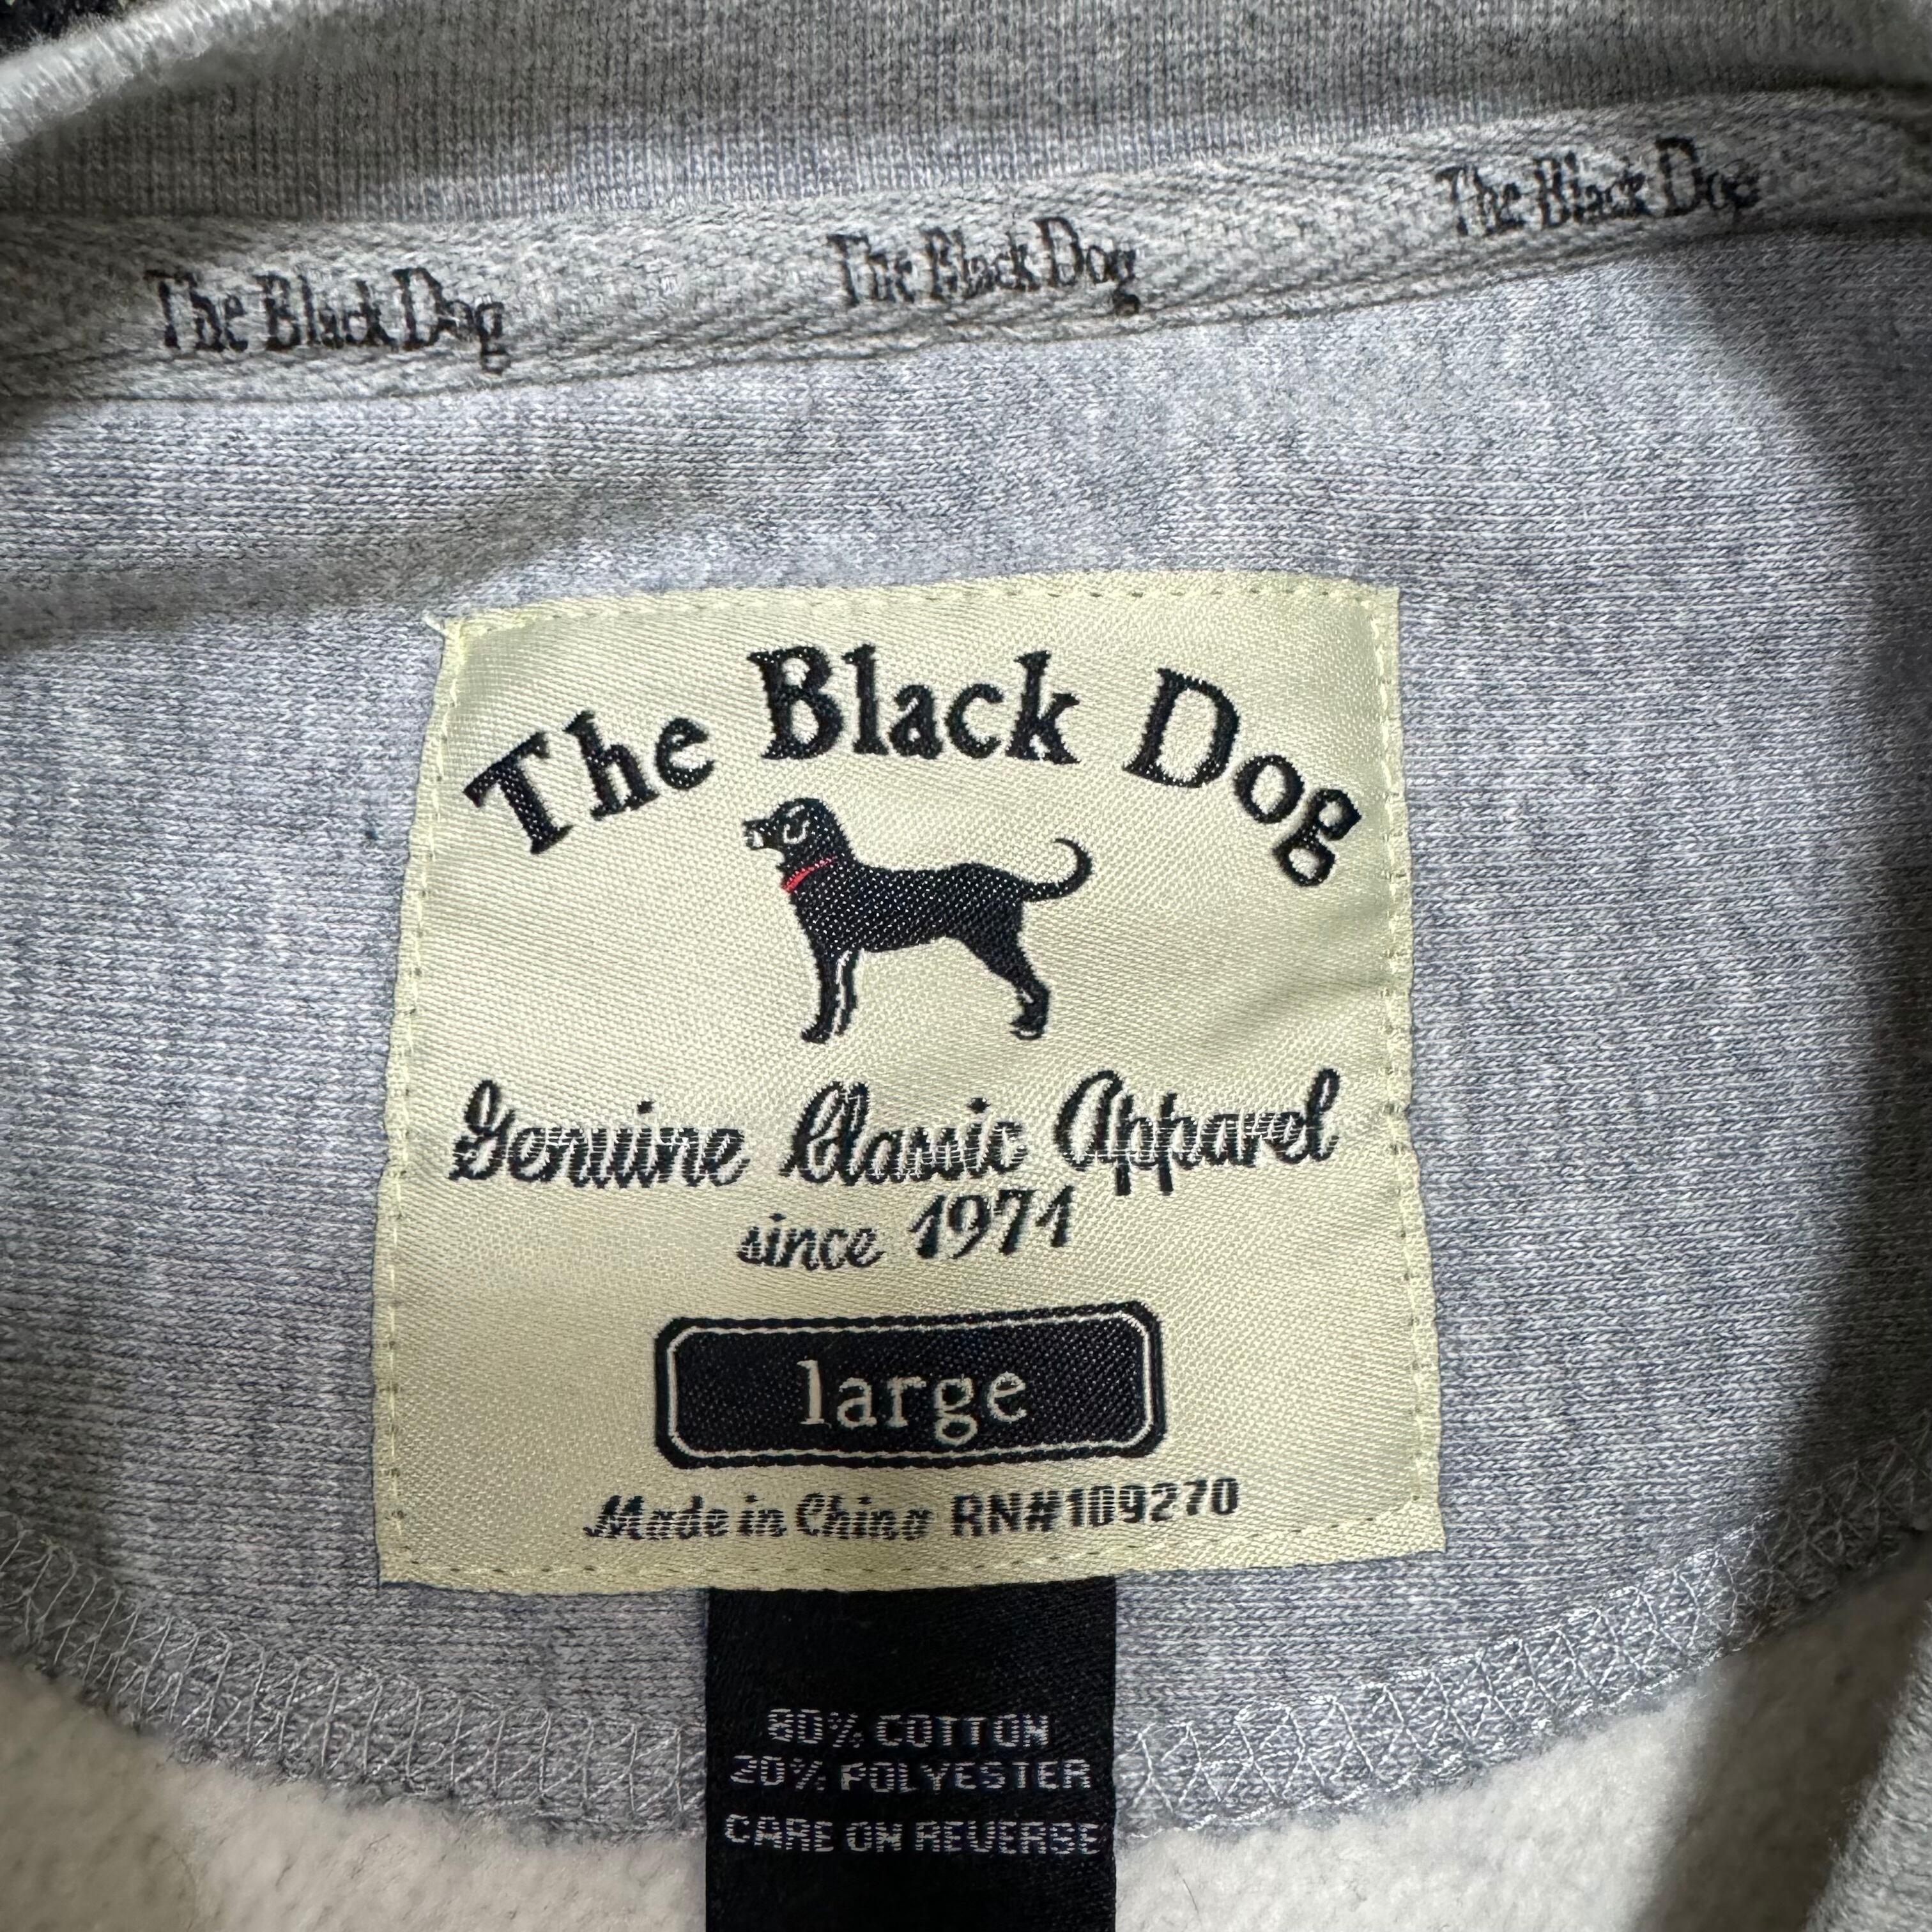 The Black Dog The Black Dog The Black Dog
The Black Dog
Genuine Classic Apparel
since 1971
large
Made in China RN#109270
80% COTTON
20% POLYESTER
CARE ON REVERSE